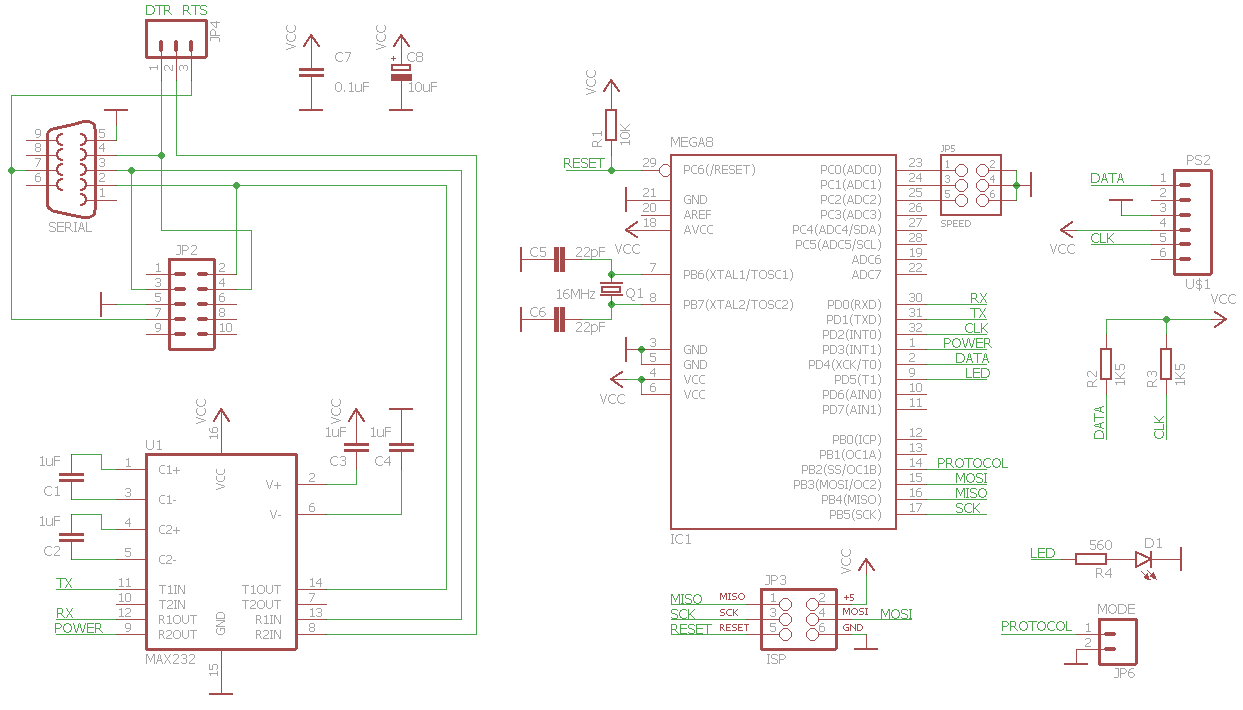 DTR RTS
JP4
1 2 3
VCC
C7
0.1uF
VCC
+
C8
10uF
9 5
8 4
7 3
6 2
1
SERIAL
JP2
1 2
3 4
5 6
7 8
9 10
VCC
R1
10K
RESET
MEGA8
29 PC6(/RESET)
21 GND
20 AREF
18 AVCC
VCC
C5 22pF
7 PB6(XTAL1/TOSC1)
16MHz Q1
8 PB7(XTAL2/TOSC2)
C6 22pF
3 GND
5 GND
4 VCC
6 VCC
VCC
PC0(ADC0) 23
PC1(ADC1) 24
PC2(ADC2) 25
PC3(ADC3) 26
PC4(ADC4/SDA) 27
PC5(ADC5/SCL) 28
ADC6 19
ADC7 22
PD0(RXD) 30 RX
PD1(TXD) 31 TX
PD2(INT0) 32 CLK
PD3(INT1) 1 POWER
PD4(XCK/T0) 2 DATA
PD5(T1) 9 LED
PD6(AIN0) 10
PD7(AIN1) 11
PB0(ICP) 12
PB1(OC1A) 13
PB2(SS/OC1B) 14 PROTOCOL
PB3(MOSI/OC2) 15 MOSI
PB4(MISO) 16 MISO
PB5(SCK) 17 SCK
IC1
JP5
1 2
3 4
5 6
SPEED
PS2
DATA 1
2
3
VCC 4
CLK 5
6
U$1
VCC
R2 1K5
R3 1K5
DATA
CLK
VCC
16
VCC
1uF
C3
1uF
C4
U1
1uF
C1
1 C1+
3 C1-
1uF
C2
4 C2+
5 C2-
VCC
V+ 2
V- 6
TX 11 T1IN
10 T2IN
RX 12 R1OUT
POWER 9 R2OUT
GND
T1OUT 14
T2OUT 7
R1IN 13
R2IN 8
MAX232
15
VCC
JP3
MISO MISO 1 2 +5
SCK SCK 3 4 MOSI MOSI
RESET RESET 5 6 GND
ISP
LED 560
R4
D1
MODE
PROTOCOL 1
2
JP6